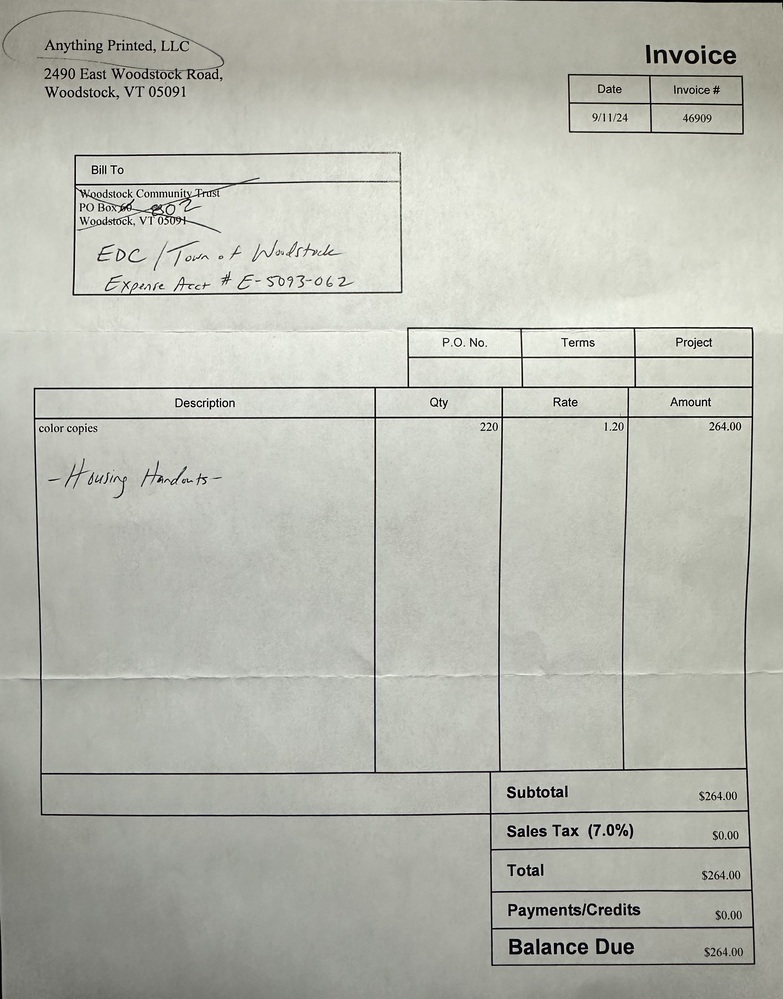 Anything Printed, LLC
2490 East Woodstock Road,
Woodstock, VT 05091
Invoice
Date Invoice #
9/11/24 46909
Bill To
Woodstock Community Trust
PO Box 60 802
Woodstock, VT 05091
EDC / Town of Woodstock
Expense Acct # E-5093-062
P.O. No. Terms Project
Description Qty Rate Amount
color copies 220 1.20 264.00
- Housing Handouts -
Subtotal $264.00
Sales Tax (7.0%) $0.00
Total $264.00
Payments/Credits $0.00
Balance Due $264.00